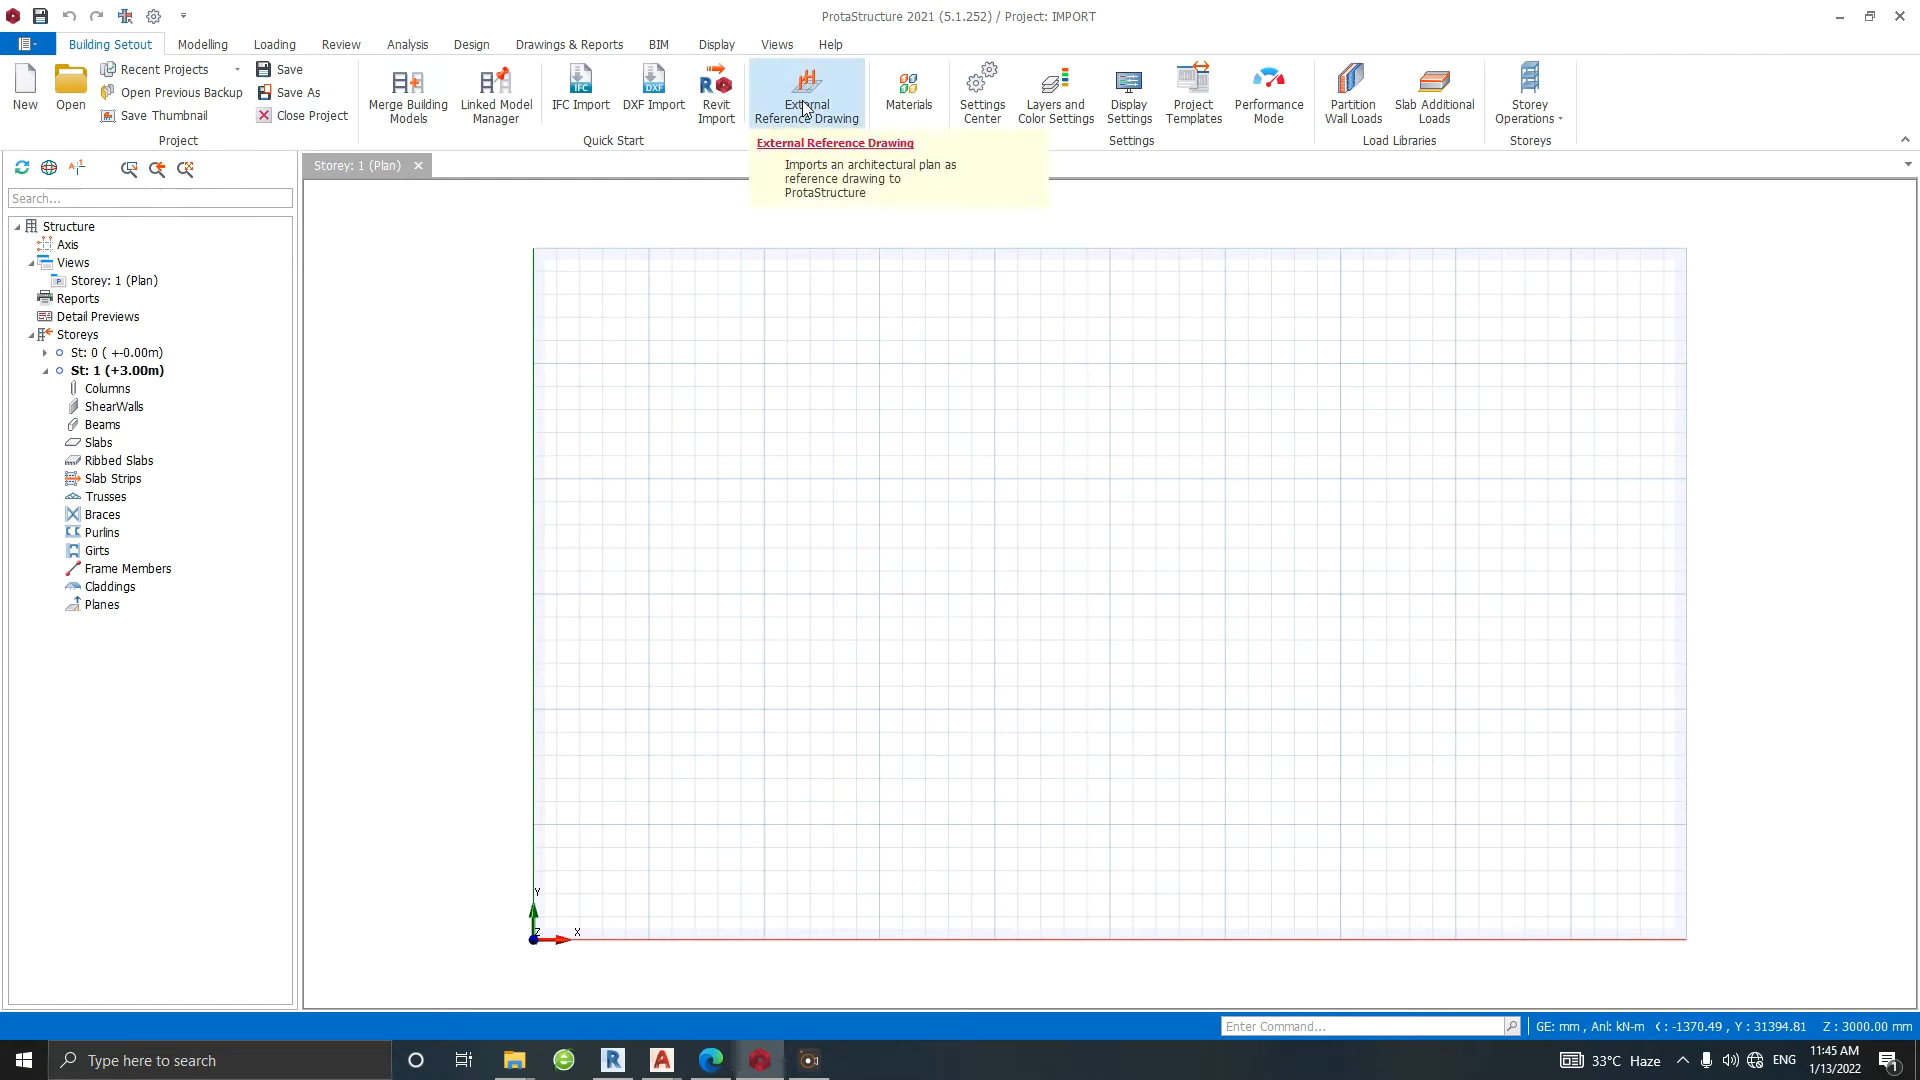 ProtaStructure 2021 (5.1.252) / Project: IMPORT
Building Setout
Modelling
Loading
Review
Analysis
Design
Drawings & Reports
BIM
Display
Views
Help
New
Open
Recent Projects
Open Previous Backup
Save Thumbnail
Save
Save As
Close Project
Project
Merge Building
Models
Linked Model
Manager
IFC
IFC Import
DXF
DXF Import
Revit
Import
External
Reference Drawing
Quick Start
Materials
Settings
Center
Layers and
Color Settings
Display
Settings
Project
Templates
Performance
Mode
Settings
Partition
Wall Loads
Slab Additional
Loads
Load Libraries
Storey
Operations
Storeys
External Reference Drawing
Imports an architectural plan as
reference drawing to
ProtaStructure
Storey: 1 (Plan)
Search...
Structure
Axis
Views
Storey: 1 (Plan)
Reports
Detail Previews
Storeys
St: 0 ( +-0.00m)
St: 1 (+3.00m)
Columns
ShearWalls
Beams
Slabs
Ribbed Slabs
Slab Strips
Trusses
Braces
Purlins
Girts
Frame Members
Claddings
Planes
Y
Z
X
Enter Command...
GE: mm , Anl: kN-m
: -1370.49 , Y : 31394.81
Z : 3000.00 mm
Type here to search
33°C Haze
ENG
11:45 AM
1/13/2022
1